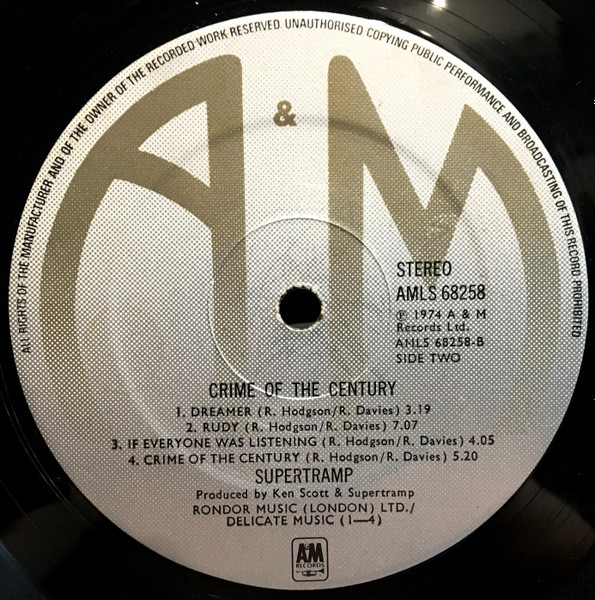 ALL RIGHTS OF THE MANUFACTURER AND OF THE OWNER OF THE RECORDED WORK RESERVED UNAUTHORISED COPYING PUBLIC PERFORMANCE AND BROADCASTING OF THIS RECORD PROHIBITED
A & M
STEREO
AMLS 68258
℗ 1974 A & M
Records Ltd.
AMLS 68258-B
SIDE TWO
CRIME OF THE CENTURY
1. DREAMER (R. Hodgson/R. Davies) 3.19
2. RUDY (R. Hodgson/R. Davies) 7.07
3. IF EVERYONE WAS LISTENING (R. Hodgson/R. Davies) 4.05
4. CRIME OF THE CENTURY (R. Hodgson/R. Davies) 5.20
SUPERTRAMP
Produced by Ken Scott & Supertramp
RONDOR MUSIC (LONDON) LTD./
DELICATE MUSIC (1—4)
A&M
RECORDS